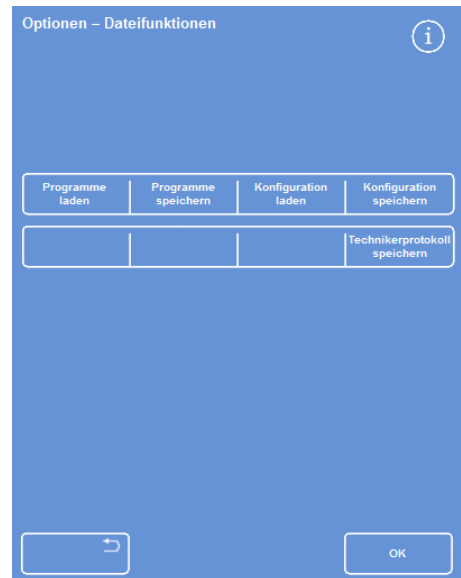 Optionen – Dateifunktionen
i
Programme
laden
Programme
speichern
Konfiguration
laden
Konfiguration
speichern
Technikerprotokoll
speichern
OK